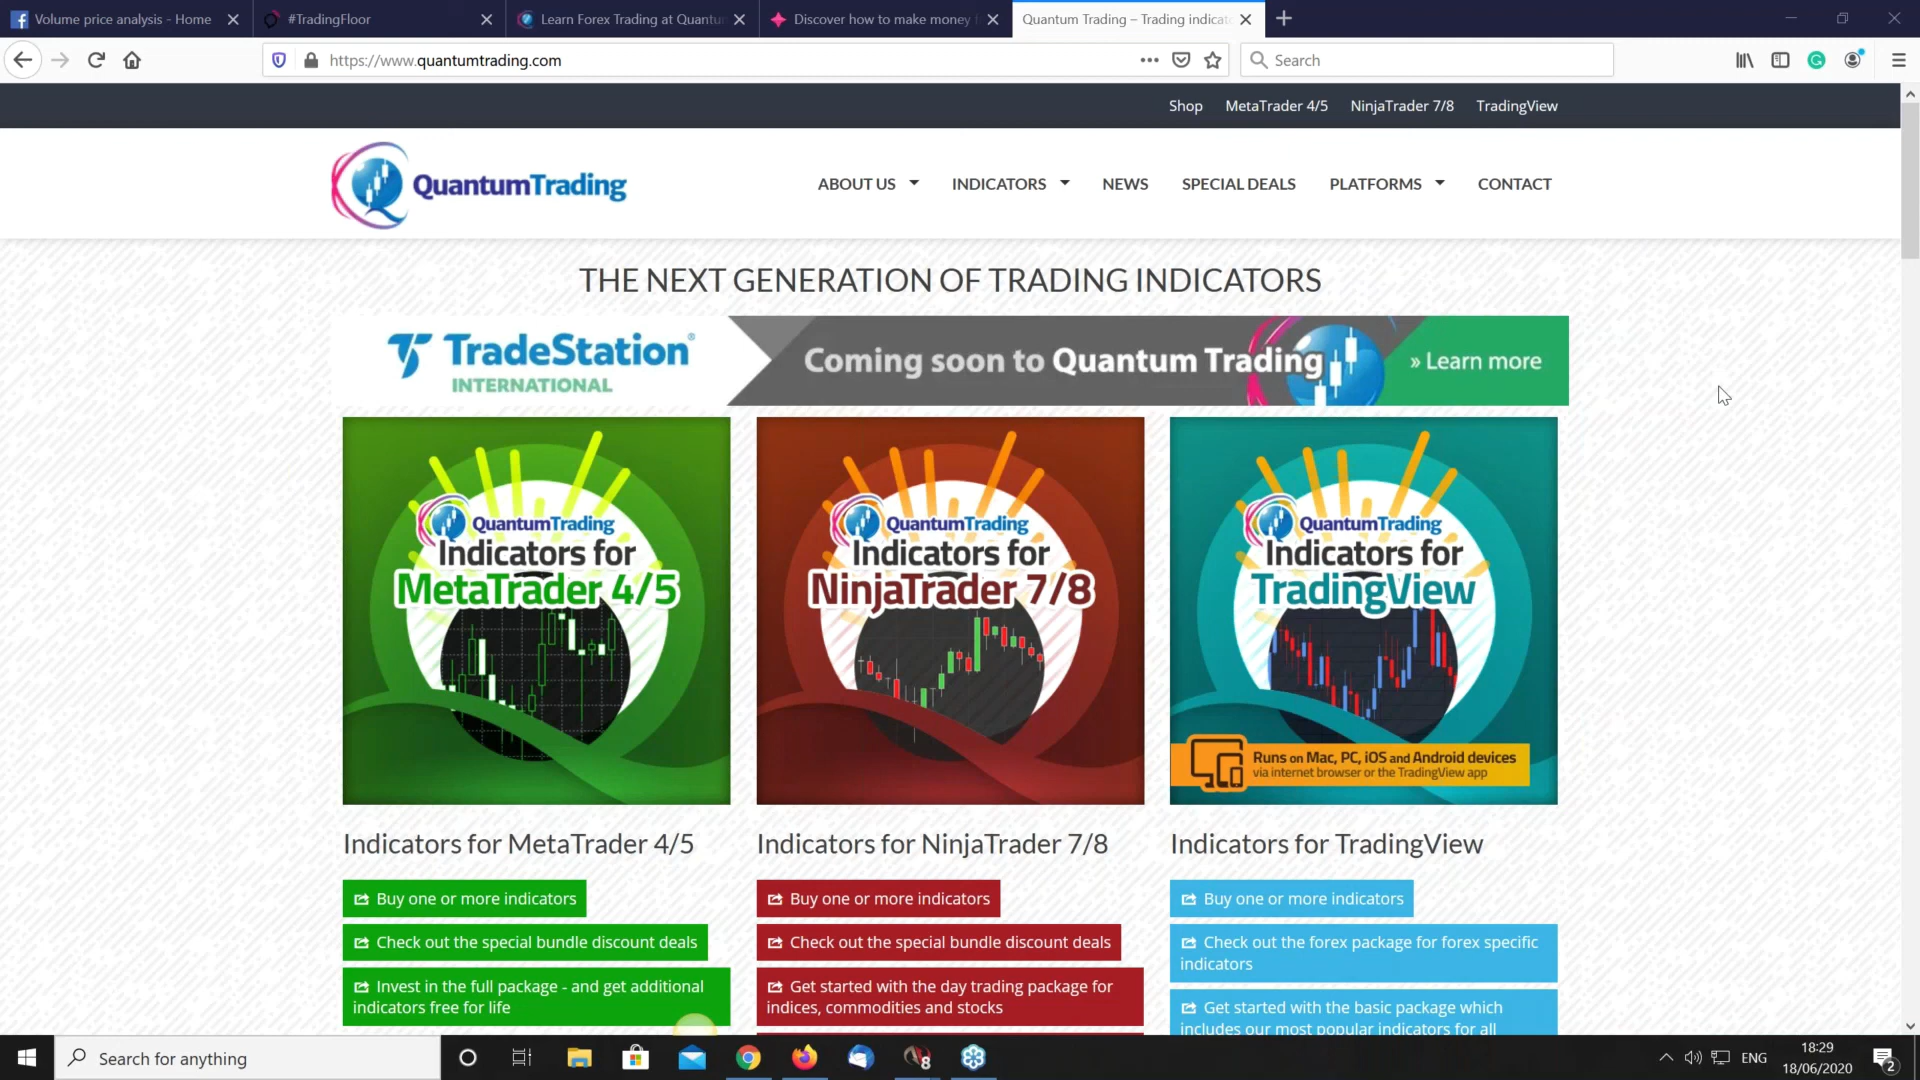 Volume price analysis - Home
#TradingFloor
Learn Forex Trading at Quantu
Discover how to make money
Quantum Trading – Trading indicat
https://www.quantumtrading.com
Search
Shop MetaTrader 4/5 NinjaTrader 7/8 TradingView
QuantumTrading
ABOUT US INDICATORS NEWS SPECIAL DEALS PLATFORMS CONTACT
THE NEXT GENERATION OF TRADING INDICATORS
TradeStation®
INTERNATIONAL
Coming soon to Quantum Trading
» Learn more
QuantumTrading
Indicators for
MetaTrader 4/5
QuantumTrading
Indicators for
NinjaTrader 7/8
QuantumTrading
Indicators for
TradingView
Runs on Mac, PC, iOS and Android devices
via internet browser or the TradingView app
Indicators for MetaTrader 4/5
Buy one or more indicators
Check out the special bundle discount deals
Invest in the full package - and get additional
indicators free for life
Indicators for NinjaTrader 7/8
Buy one or more indicators
Check out the special bundle discount deals
Get started with the day trading package for
indices, commodities and stocks
Indicators for TradingView
Buy one or more indicators
Check out the forex package for forex specific
indicators
Get started with the basic package which
includes our most popular indicators for all
Search for anything
8
ENG
18:29
18/06/2020
2